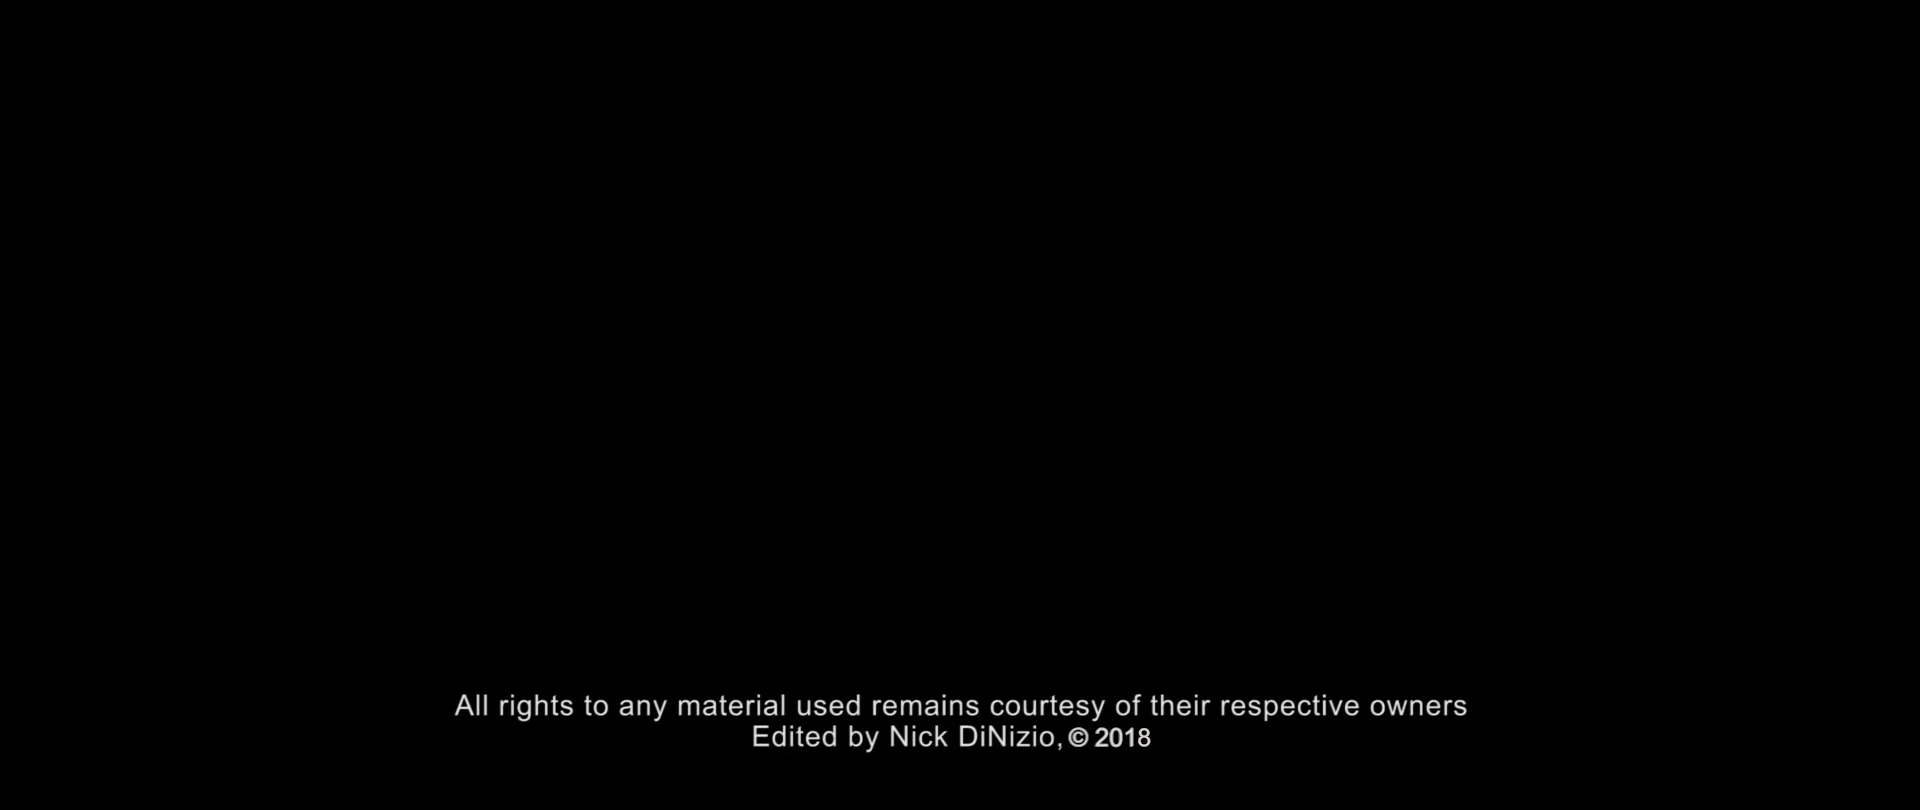 All rights to any material used remains courtesy of their respective owners
Edited by Nick DiNizio, © 2018